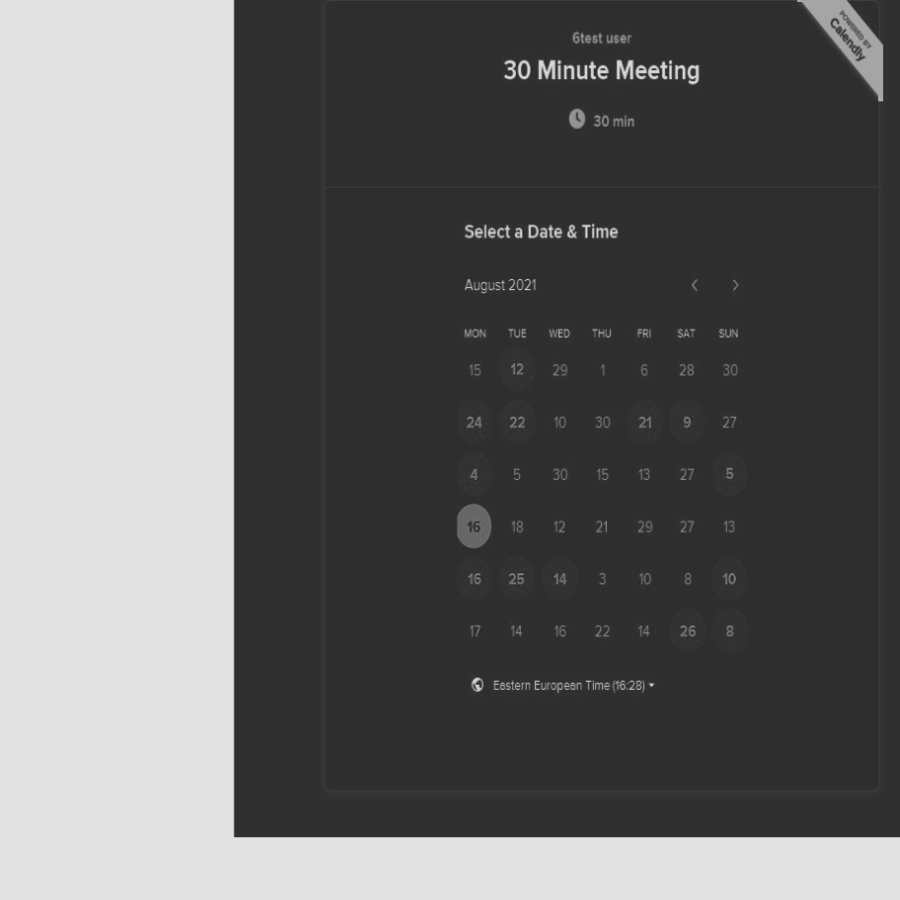 POWERED BY
Calendly
6test user
30 Minute Meeting
30 min
Select a Date & Time
August 2021
MON TUE WED THU FRI SAT SUN
15 12 29 1 6 28 30
24 22 10 30 21 9 27
4 5 30 15 13 27 5
16 18 12 21 29 27 13
16 25 14 3 10 8 10
17 14 16 22 14 26 8
Eastern European Time (16:28)